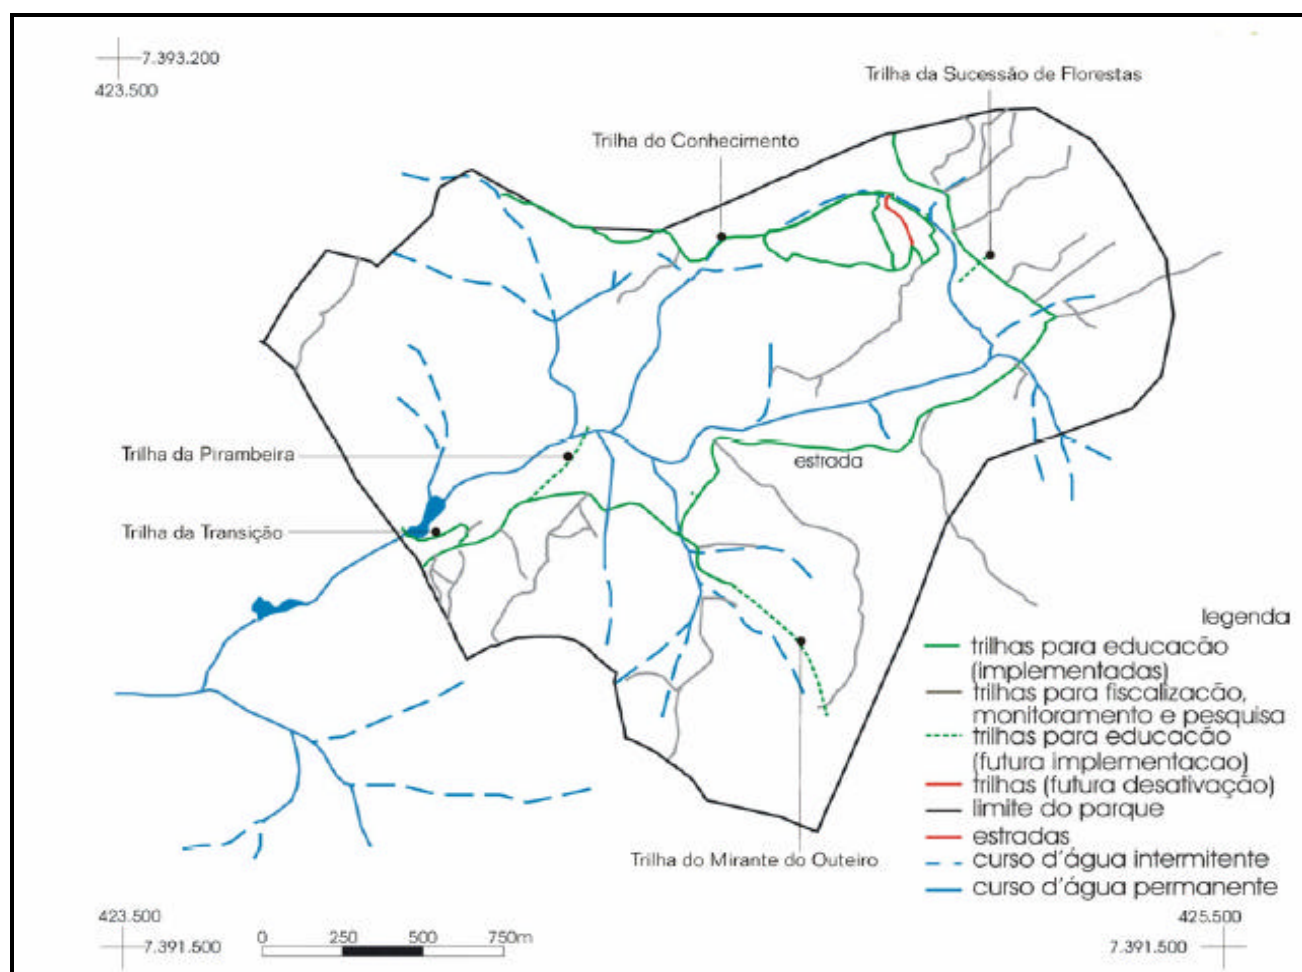 7.393.200
423.500
Trilha da Sucessão de Florestas
Trilha do Conhecimento
Trilha da Pirambeira
estrada
Trilha da Transição
legenda
trilhas para educacão
(implementadas)
trilhas para fiscalizacão,
monitoramento e pesquisa
trilhas para educacão
(futura implementacao)
trilhas (futura desativação)
limite do parque
estradas
curso d'água intermitente
curso d'água permanente
Trilha do Mirante do Outeiro
423.500
7.391.500
0 250 500 750m
425.500
7.391.500